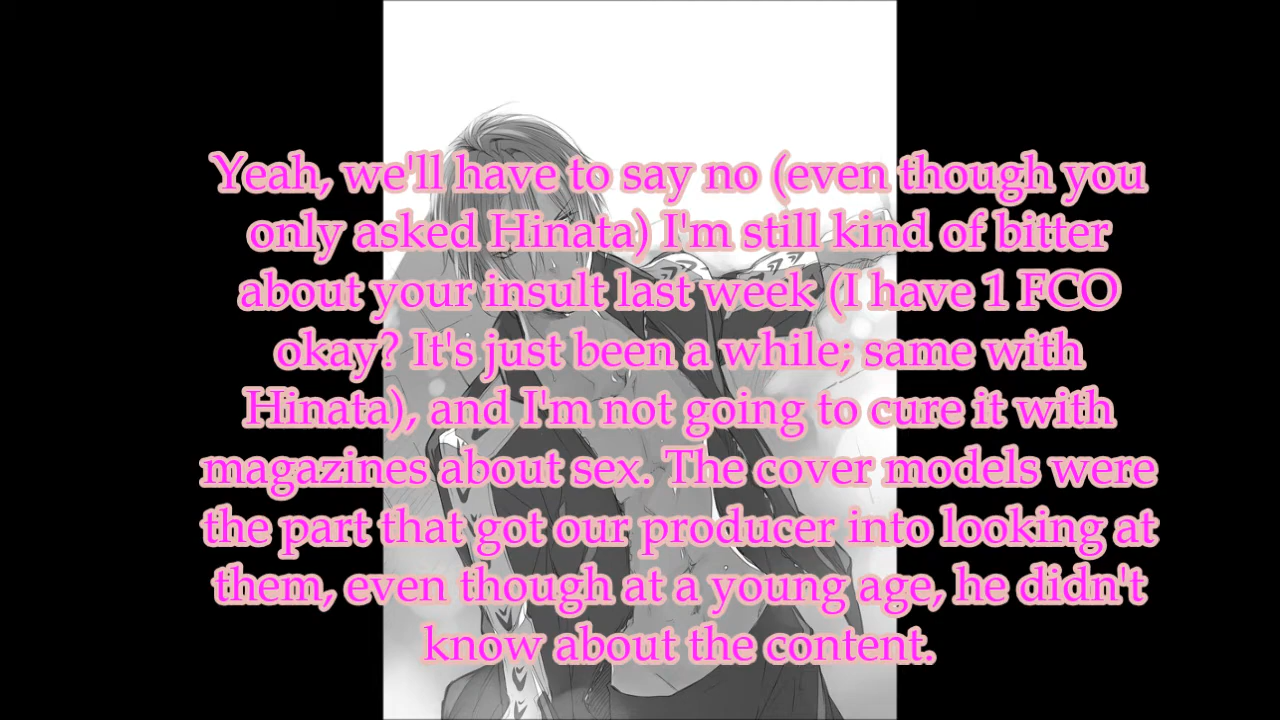 Yeah, we'll have to say no (even though you
only asked Hinata) I'm still kind of bitter
about your insult last week (I have 1 FCO
okay? It's just been a while; same with
Hinata), and I'm not going to cure it with
magazines about sex. The cover models were
the part that got our producer into looking at
them, even though at a young age, he didn't
know about the content.